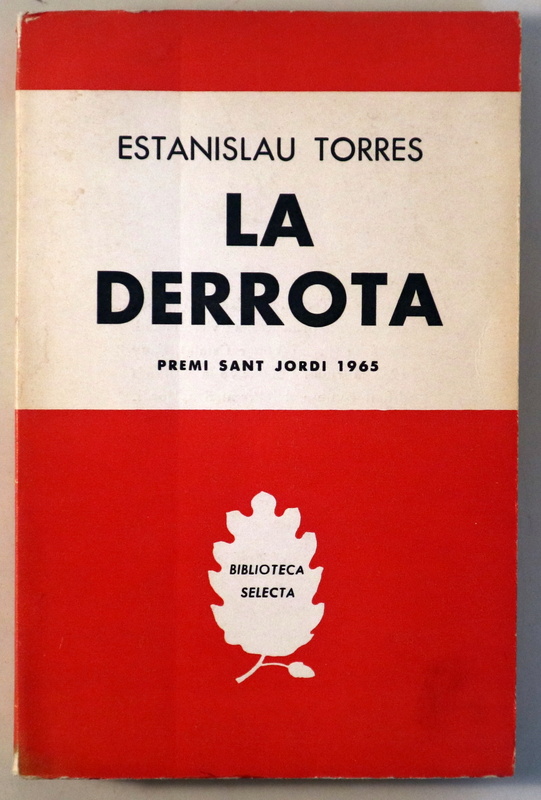 ESTANISLAU TORRES
LA
DERROTA
PREMI SANT JORDI 1965
BIBLIOTECA
SELECTA